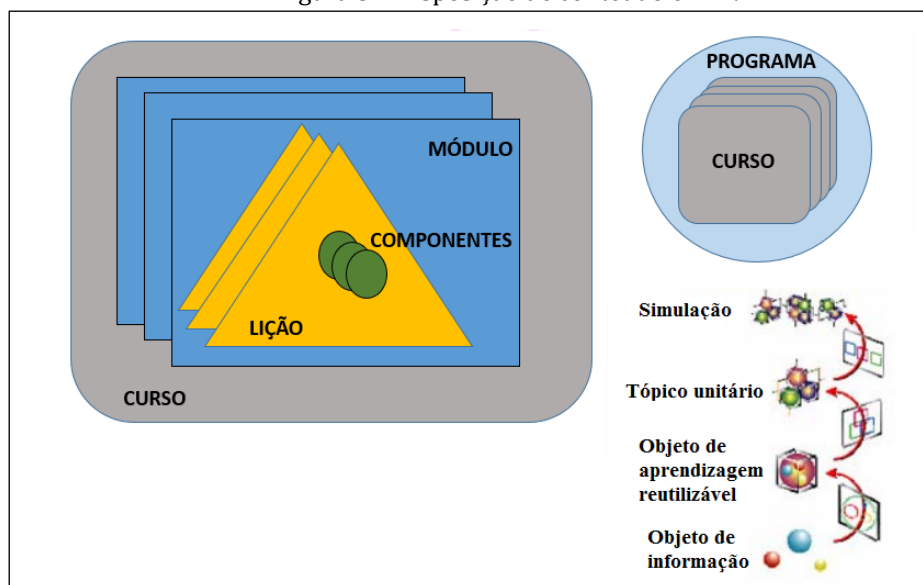 MÓDULO
COMPONENTES
LIÇÃO
CURSO
PROGRAMA
CURSO
Simulação
Tópico unitário
Objeto de
aprendizagem
reutilizável
Objeto de
informação